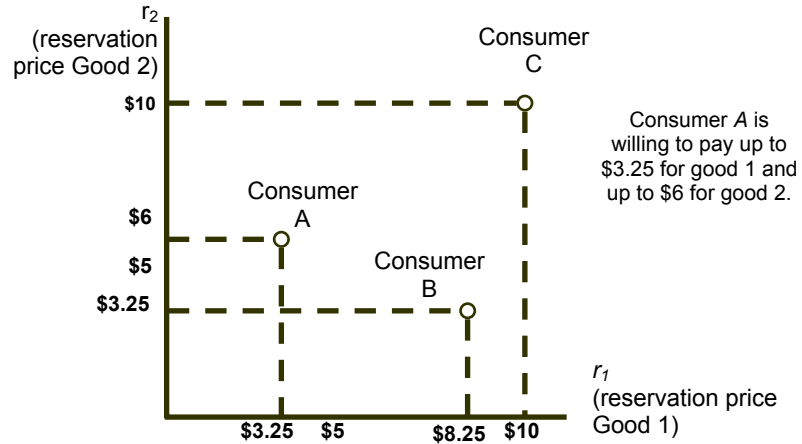 r₂
(reservation
price Good 2)
Consumer
C
$10
Consumer A is
willing to pay up to
$3.25 for good 1 and
up to $6 for good 2.
Consumer
A
$6
Consumer
B
$5
$3.25
r₁
(reservation price
Good 1)
$3.25 $5 $8.25 $10